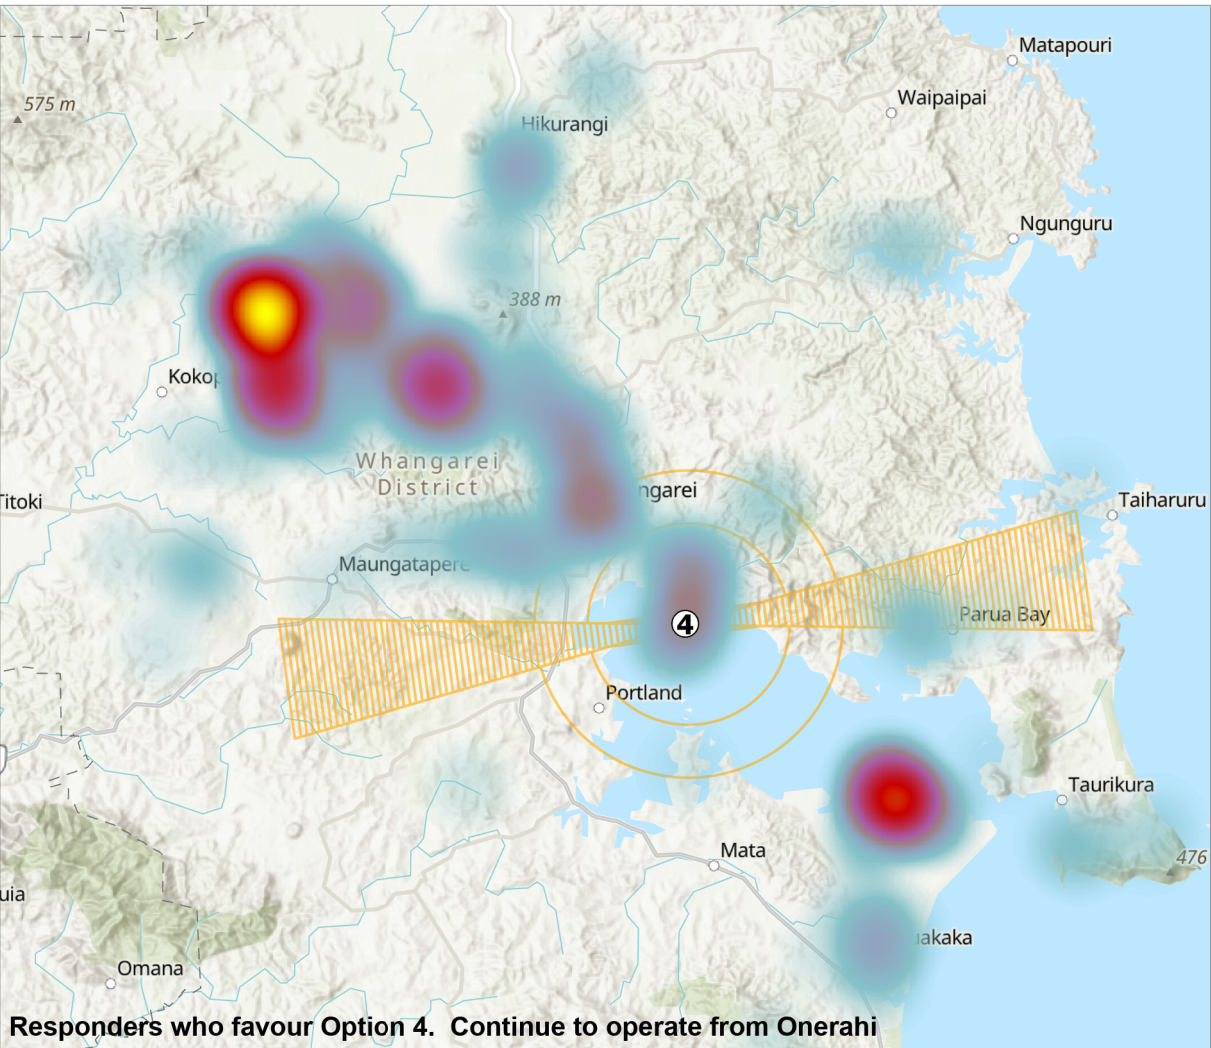 Matapouri
575 m
Waipaipai
Hikurangi
Ngunguru
388 m
Kokop
Whangarei
District
ngarei
Titoki
Taiharuru
Maungatapere
Parua Bay
4
Portland
Taurikura
Mata
476
uia
uakaka
Omana
Responders who favour Option 4. Continue to operate from Onerahi